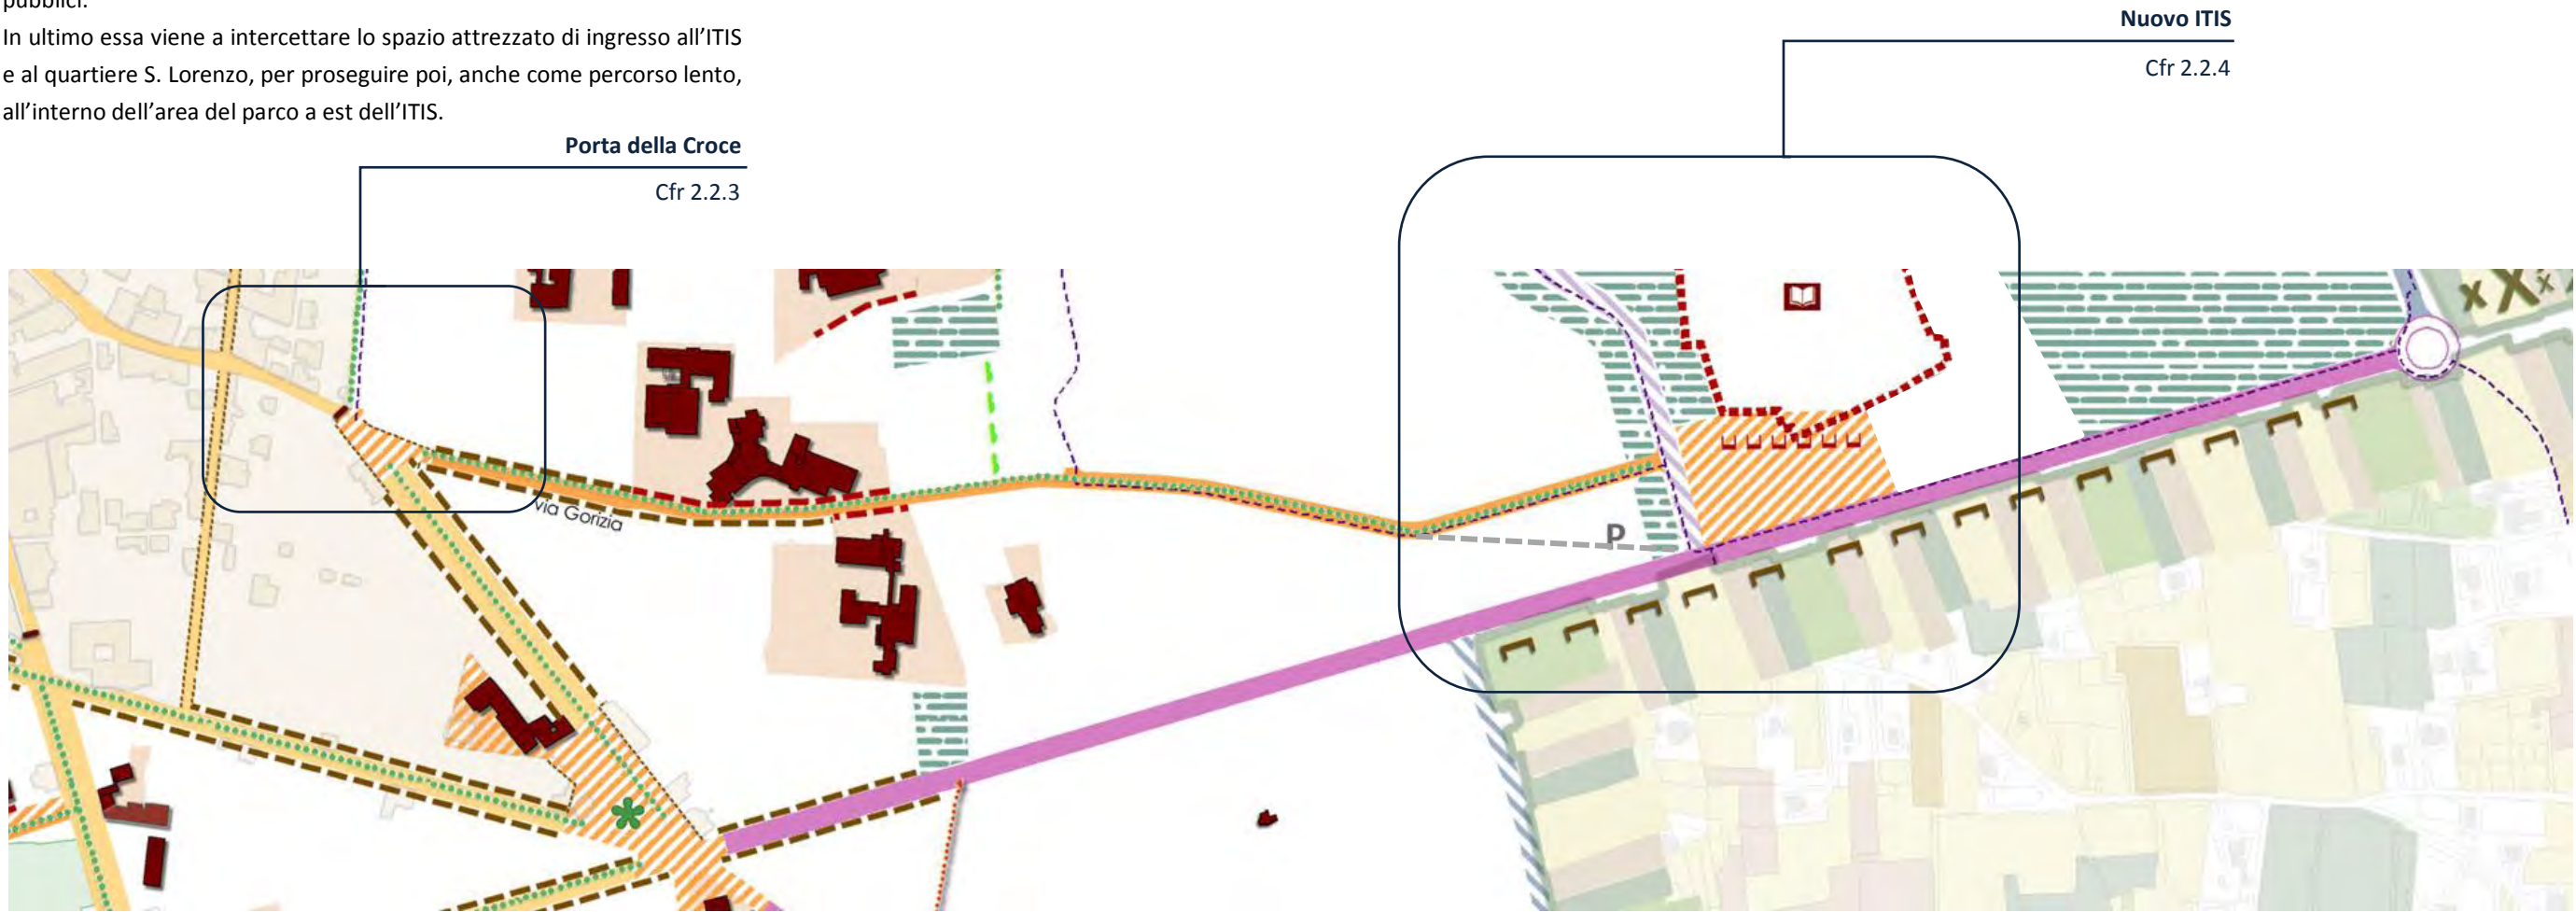 pubblici.
In ultimo essa viene a intercettare lo spazio attrezzato di ingresso all’ITIS
e al quartiere S. Lorenzo, per proseguire poi, anche come percorso lento,
all’interno dell’area del parco a est dell’ITIS.
Nuovo ITIS
Cfr 2.2.4
Porta della Croce
Cfr 2.2.3
via Gorizia
P